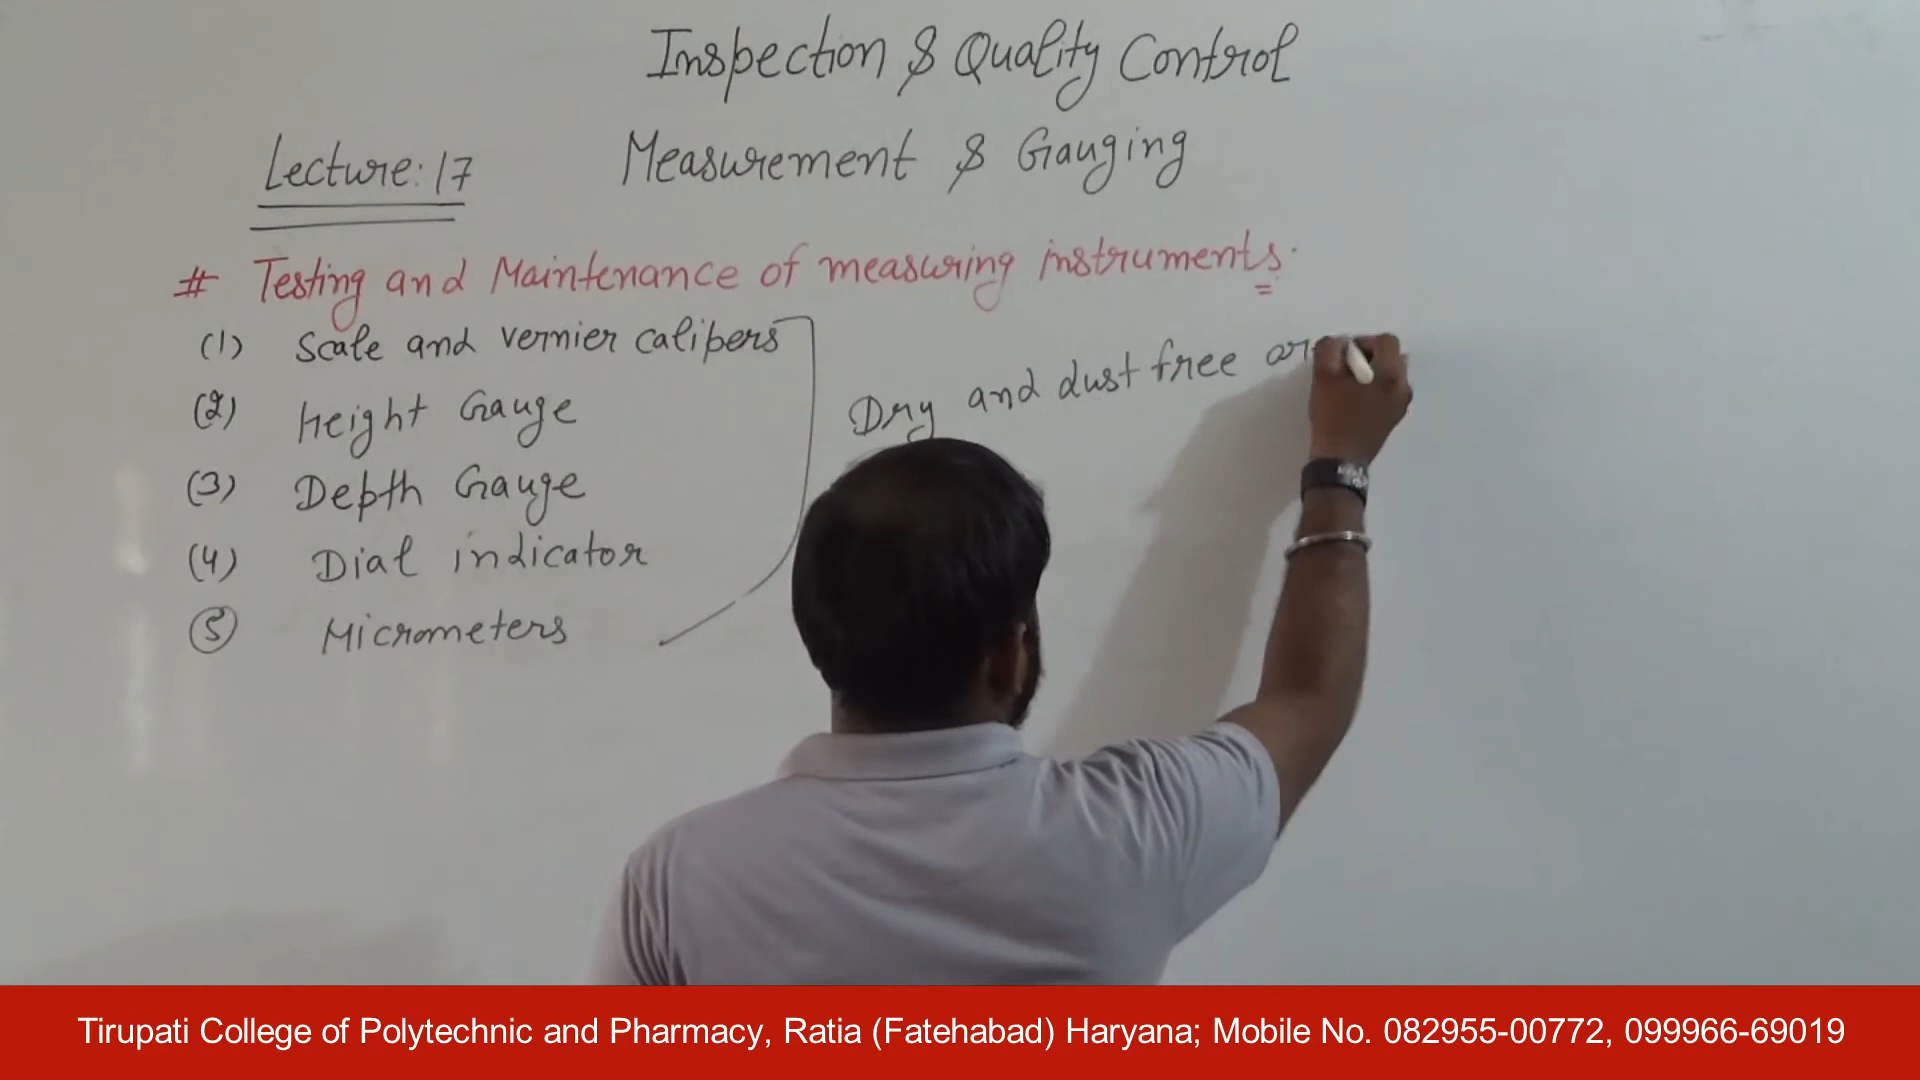 Inspection & Quality Control
Lecture: 17
Measurement & Gauging
# Testing and Maintenance of measuring instruments.
(1) Scale and vernier calipers
(2) Height Gauge
(3) Depth Gauge
(4) Dial indicator
(5) Micrometers
Dry and dust free
Tirupati College of Polytechnic and Pharmacy, Ratia (Fatehabad) Haryana; Mobile No. 082955-00772, 099966-69019